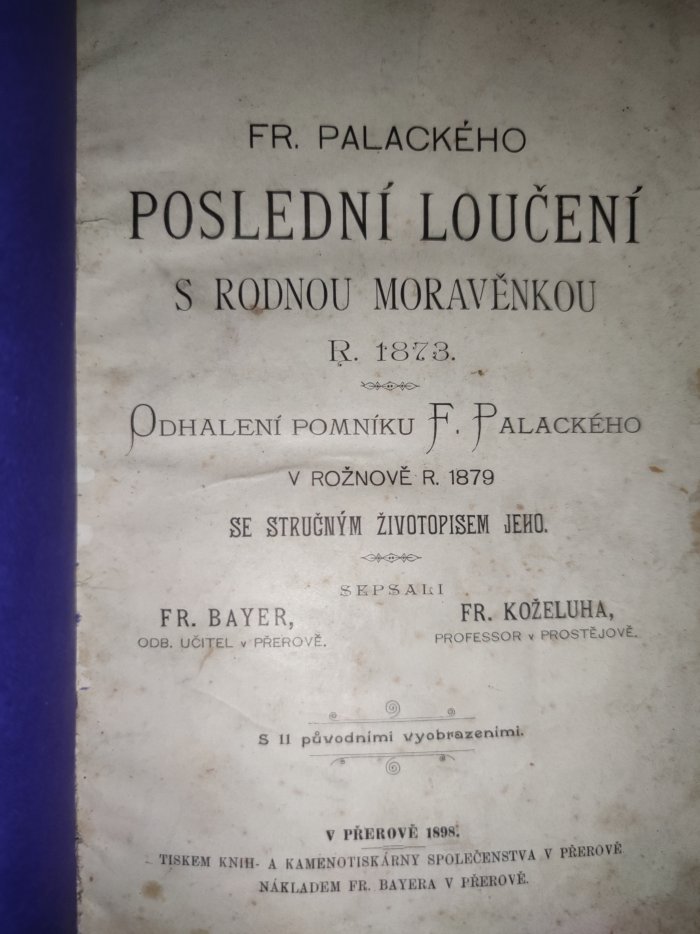 FR. PALACKÉHO
POSLEDNÍ LOUČENÍ
S RODNOU MORAVĚNKOU
R. 1873.
ODHALENÍ POMNÍKU F. PALACKÉHO
V ROŽNOVĚ R. 1879
SE STRUČNÝM ŽIVOTOPISEM JEHO.
SEPSALI
FR. BAYER,
ODB. UČITEL v PŘEROVĚ.
FR. KOŽELUHA,
PROFESSOR v PROSTĚJOVĚ.
S 11 původními vyobrazeními.
V PŘEROVĚ 1898.
TISKEM KNIH- A KAMENOTISKÁRNY SPOLEČENSTVA V PŘEROVĚ
NÁKLADEM FR. BAYERA V PŘEROVĚ.